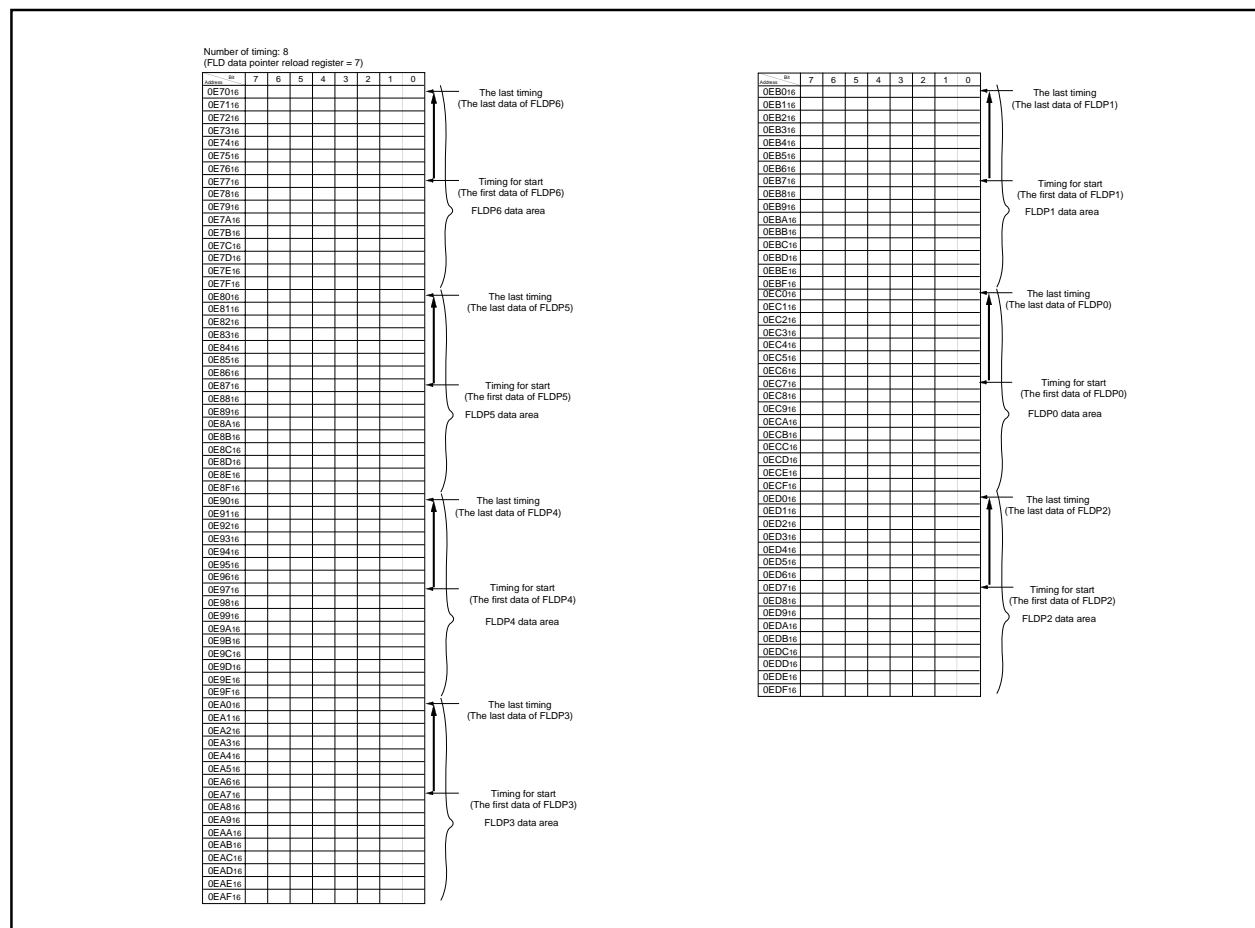 Number of timing: 8
(FLD data pointer reload register = 7)
Bit
Address
7 6 5 4 3 2 1 0
0E7016
0E7116
0E7216
0E7316
0E7416
0E7516
0E7616
0E7716
0E7816
0E7916
0E7A16
0E7B16
0E7C16
0E7D16
0E7E16
0E7F16
0E8016
0E8116
0E8216
0E8316
0E8416
0E8516
0E8616
0E8716
0E8816
0E8916
0E8A16
0E8B16
0E8C16
0E8D16
0E8E16
0E8F16
0E9016
0E9116
0E9216
0E9316
0E9416
0E9516
0E9616
0E9716
0E9816
0E9916
0E9A16
0E9B16
0E9C16
0E9D16
0E9E16
0E9F16
0EA016
0EA116
0EA216
0EA316
0EA416
0EA516
0EA616
0EA716
0EA816
0EA916
0EAA16
0EAB16
0EAC16
0EAD16
0EAE16
0EAF16
The last timing
(The last data of FLDP6)
Timing for start
(The first data of FLDP6)
FLDP6 data area
The last timing
(The last data of FLDP5)
Timing for start
(The first data of FLDP5)
FLDP5 data area
The last timing
(The last data of FLDP4)
Timing for start
(The first data of FLDP4)
FLDP4 data area
The last timing
(The last data of FLDP3)
Timing for start
(The first data of FLDP3)
FLDP3 data area
Bit
Address
7 6 5 4 3 2 1 0
0EB016
0EB116
0EB216
0EB316
0EB416
0EB516
0EB616
0EB716
0EB816
0EB916
0EBA16
0EBB16
0EBC16
0EBD16
0EBE16
0EBF16
0EC016
0EC116
0EC216
0EC316
0EC416
0EC516
0EC616
0EC716
0EC816
0EC916
0ECA16
0ECB16
0ECC16
0ECD16
0ECE16
0ECF16
0ED016
0ED116
0ED216
0ED316
0ED416
0ED516
0ED616
0ED716
0ED816
0ED916
0EDA16
0EDB16
0EDC16
0EDD16
0EDE16
0EDF16
The last timing
(The last data of FLDP1)
Timing for start
(The first data of FLDP1)
FLDP1 data area
The last timing
(The last data of FLDP0)
Timing for start
(The first data of FLDP0)
FLDP0 data area
The last timing
(The last data of FLDP2)
Timing for start
(The first data of FLDP2)
FLDP2 data area